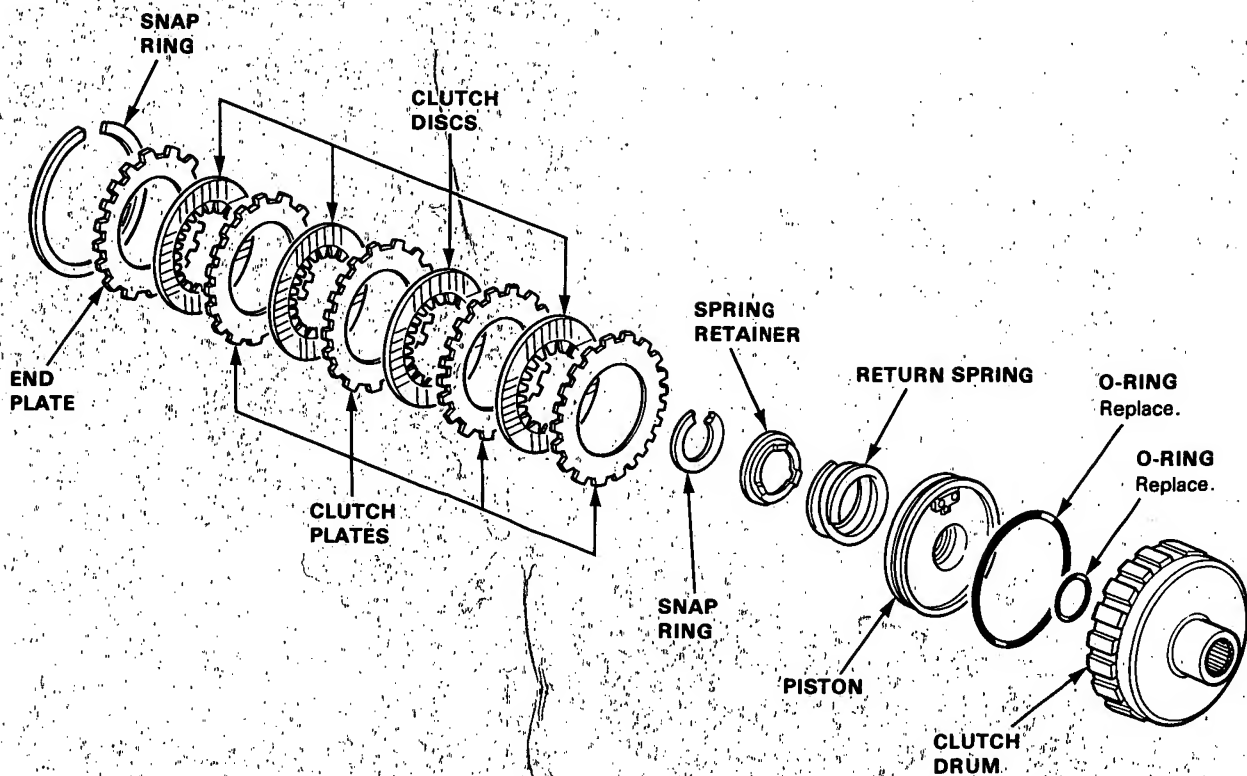 SNAP
RING
CLUTCH
DISCS
END
PLATE
CLUTCH
PLATES
SPRING
RETAINER
RETURN SPRING
O-RING
Replace.
O-RING
Replace.
SNAP
RING
PISTON
CLUTCH
DRUM